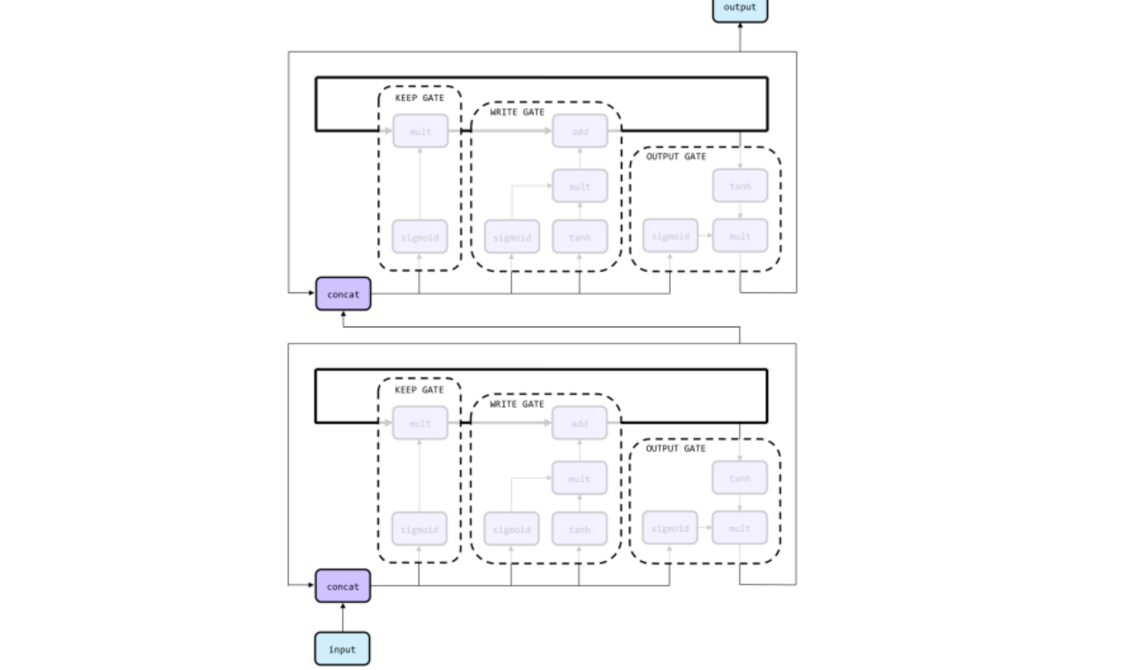 output
KEEP GATE
WRITE GATE
mult
add
OUTPUT GATE
mult
tanh
sigmoid
sigmoid
tanh
sigmoid
mult
concat
KEEP GATE
WRITE GATE
mult
add
OUTPUT GATE
mult
tanh
sigmoid
sigmoid
tanh
sigmoid
mult
concat
input